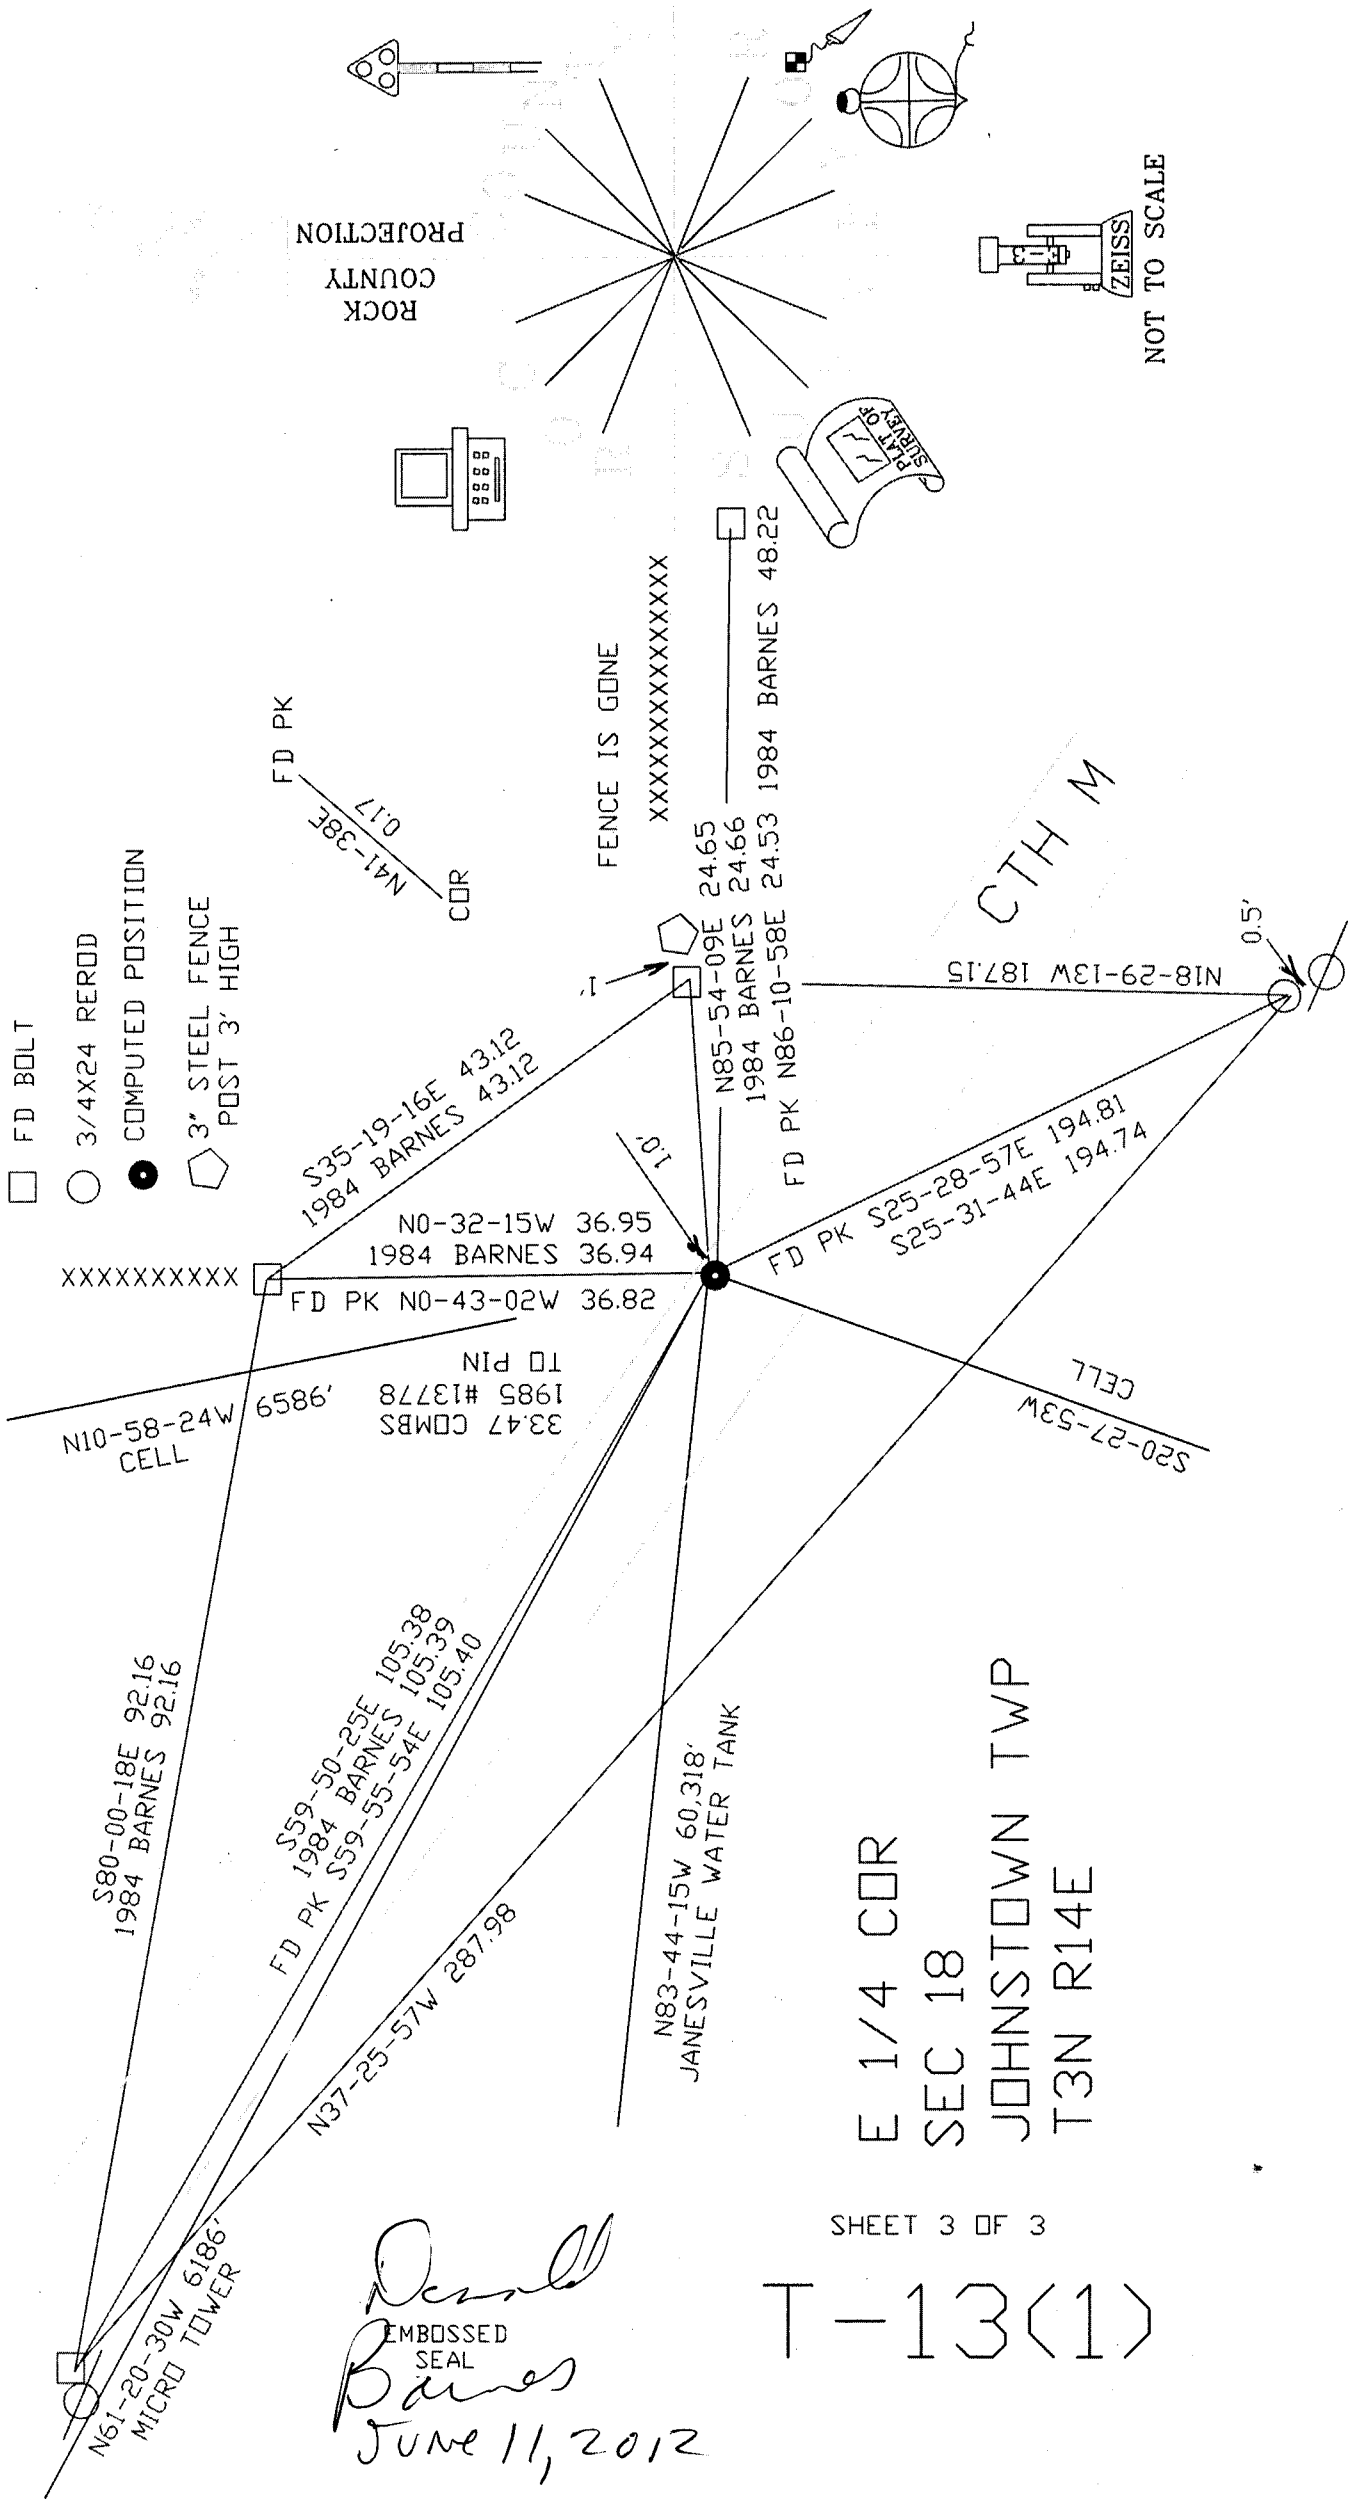 FD BOLT
3/4X24 REROD
COMPUTED POSITION
3" STEEL FENCE
POST 3' HIGH
FD PK
N41-38E
0.17
COR
ROCK
COUNTY
PROJECTION
ZEISS
NOT TO SCALE
PLAT OF
SURVEY
FENCE IS GONE
XXXXXXXXXXXXXXXX
XXXXXXXXXX
1'
S35-19-16E 43.12
1984 BARNES 43.12
N0-32-15W 36.95
1984 BARNES 36.94
FD PK N0-43-02W 36.82
1.0'
N85-54-09E 24.65
1984 BARNES 24.66
1984 BARNES 48.22
FD PK N86-10-58E 24.53
CTH M
N18-29-13W 187.15
0.5'
FD PK S25-28-57E 194.81
S25-31-44E 194.74
S20-27-53W
CELL
N10-58-24W 6586'
CELL
33.47 COMBS
1985 #13778
TO PIN
S80-00-18E 92.16
1984 BARNES 92.16
S59-50-25E 105.38
1984 BARNES 105.39
FD PK S59-55-54E 105.40
N37-25-57W 287.98
N83-44-15W 60,318'
JANESVILLE WATER TANK
N61-20-30W 6186'
MICRO TOWER
E 1/4 COR
SEC 18
JOHNSTOWN TWP
T3N R14E
SHEET 3 OF 3
T-13(1)
Donald
EMBOSSED
SEAL
Barnes
JUNE 11, 2012